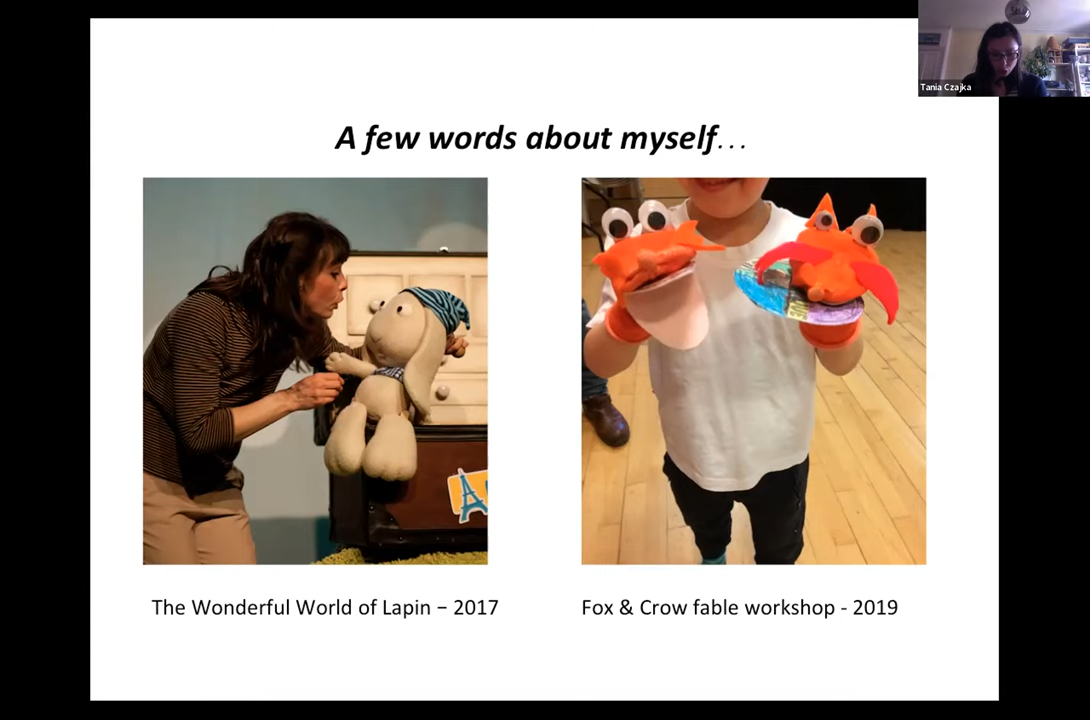 Tania Czajka
A few words about myself…
The Wonderful World of Lapin – 2017
Fox & Crow fable workshop - 2019